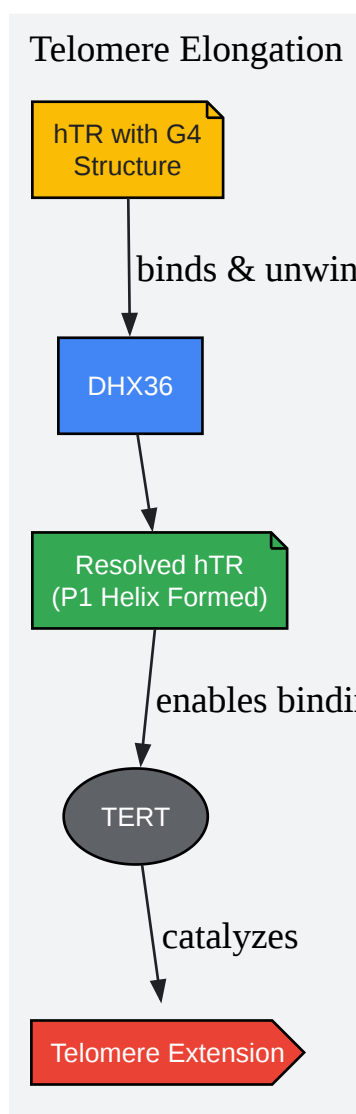 Telomere Elongation
hTR with G4
Structure
binds & unwin
DHX36
Resolved hTR
(P1 Helix Formed)
enables bindi
TERT
catalyzes
Telomere Extension